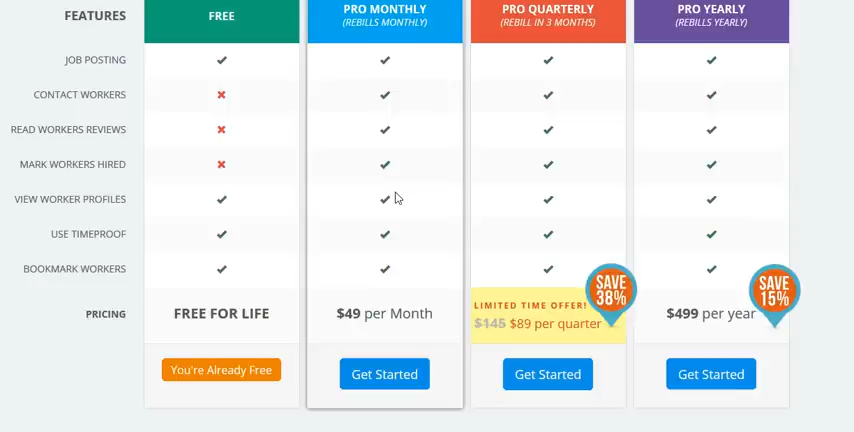 FEATURES
FREE
PRO MONTHLY
(REBILLS MONTHLY)
PRO QUARTERLY
(REBILL IN 3 MONTHS)
PRO YEARLY
(REBILLS YEARLY)
JOB POSTING
CONTACT WORKERS
READ WORKERS REVIEWS
MARK WORKERS HIRED
VIEW WORKER PROFILES
USE TIMEPROOF
BOOKMARK WORKERS
PRICING
FREE FOR LIFE
$49 per Month
LIMITED TIME OFFER!
$145 $89 per quarter
SAVE
38%
$499 per year
SAVE
15%
You're Already Free
Get Started
Get Started
Get Started